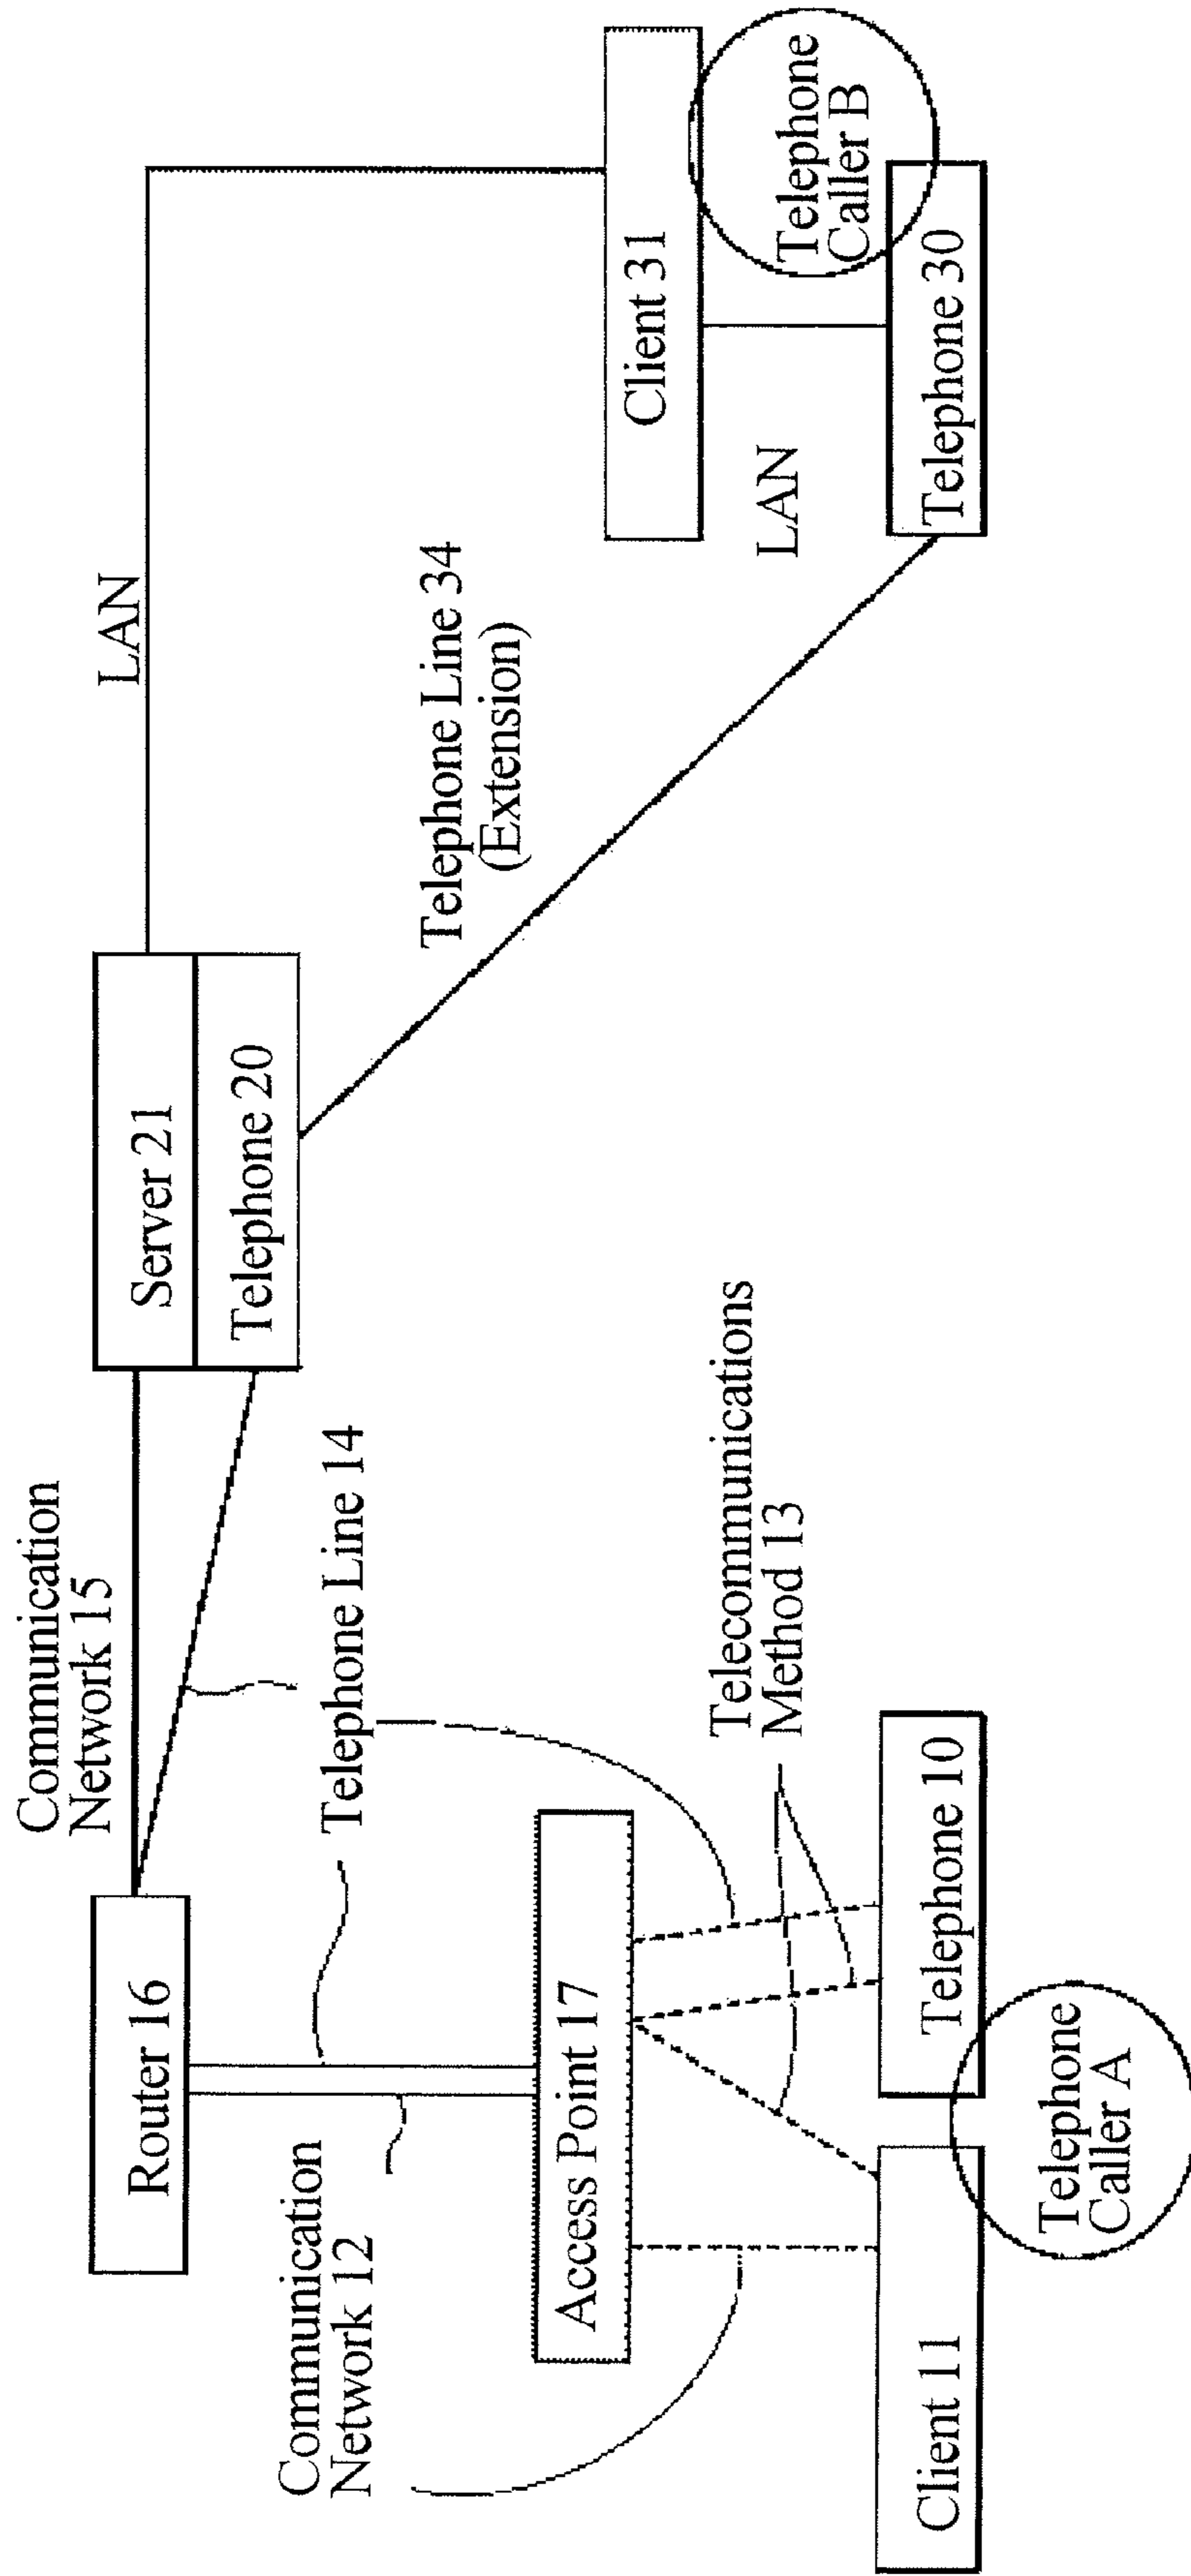 Communication
Network 15
LAN
Router 16
Server 21
Telephone 20
Telephone Line 14
Telephone Line 34
(Extension)
Communication
Network 12
Client 31
Access Point 17
Telecommunications
Method 13
LAN
Telephone
Caller B
Client 11
Telephone 10
Telephone 30
Telephone
Caller A